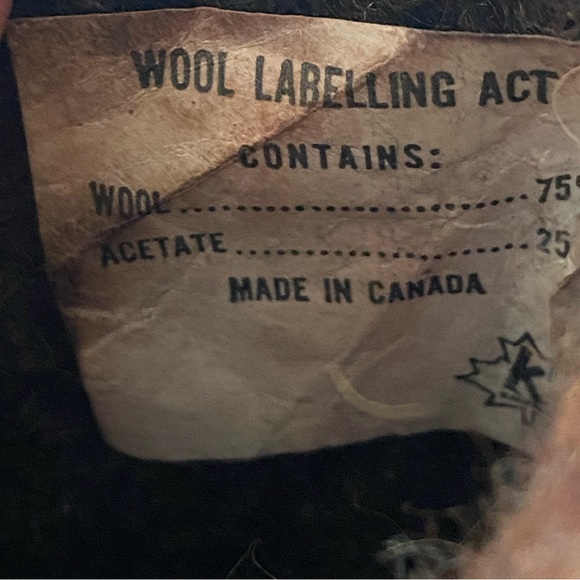 WOOL LABELLING ACT
CONTAINS:
WOOL.............................75%
ACETATE.........................25
MADE IN CANADA
K